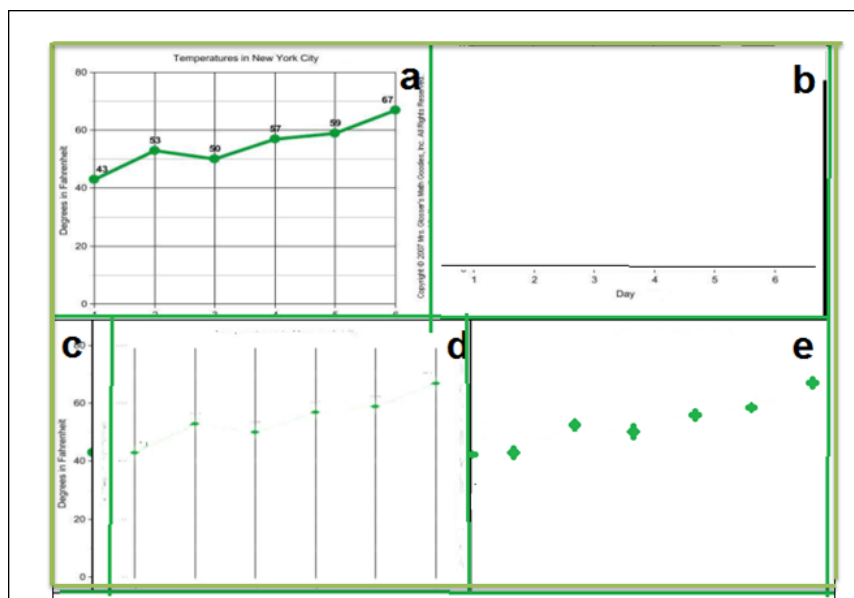 Temperatures in New York City
a
80
60
40
20
0
Degrees in Fahrenheit
43
53
50
57
59
67
Copyright © 2007 Mrs. Glosser's Math Goodies, Inc. All Rights Reserved.
b
1 2 3 4 5 6
Day
c
60
40
20
0
Degrees in Fahrenheit
d
e